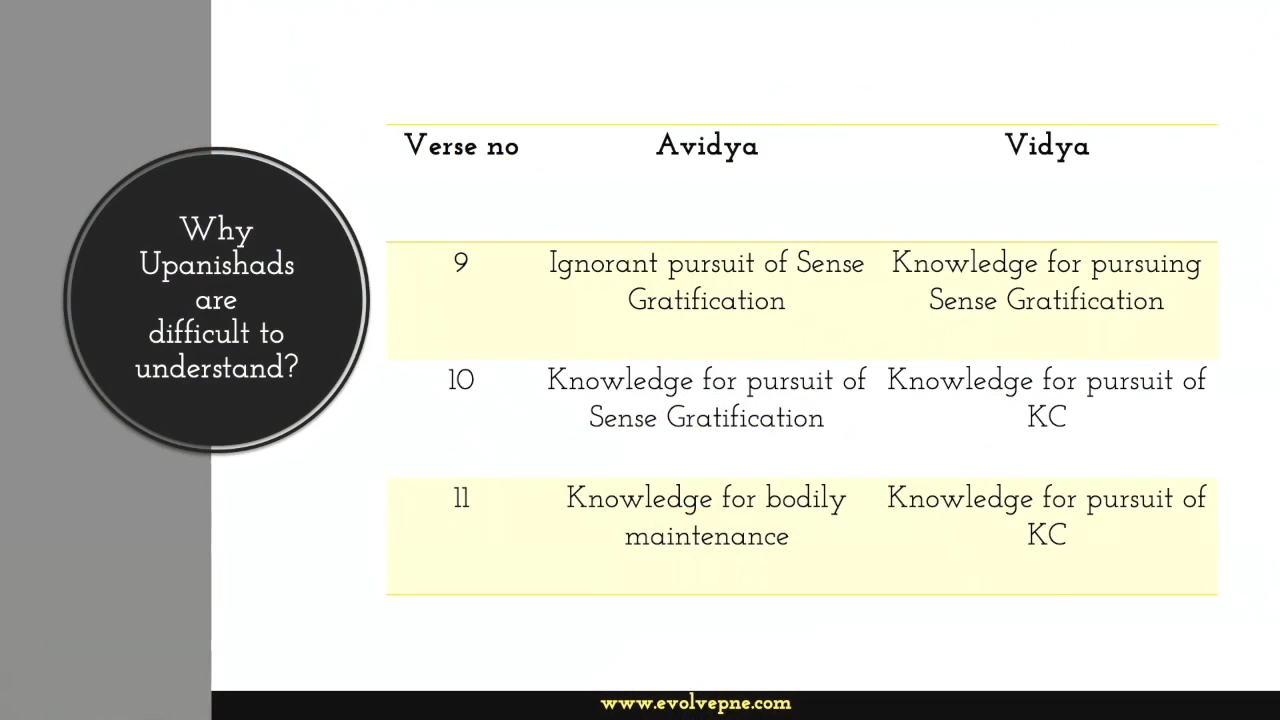 Why
Upanishads
are
difficult to
understand?
Verse no Avidya Vidya
9 Ignorant pursuit of Sense Gratification Knowledge for pursuing Sense Gratification
10 Knowledge for pursuit of Sense Gratification Knowledge for pursuit of KC
11 Knowledge for bodily maintenance Knowledge for pursuit of KC
www.evolvepne.com